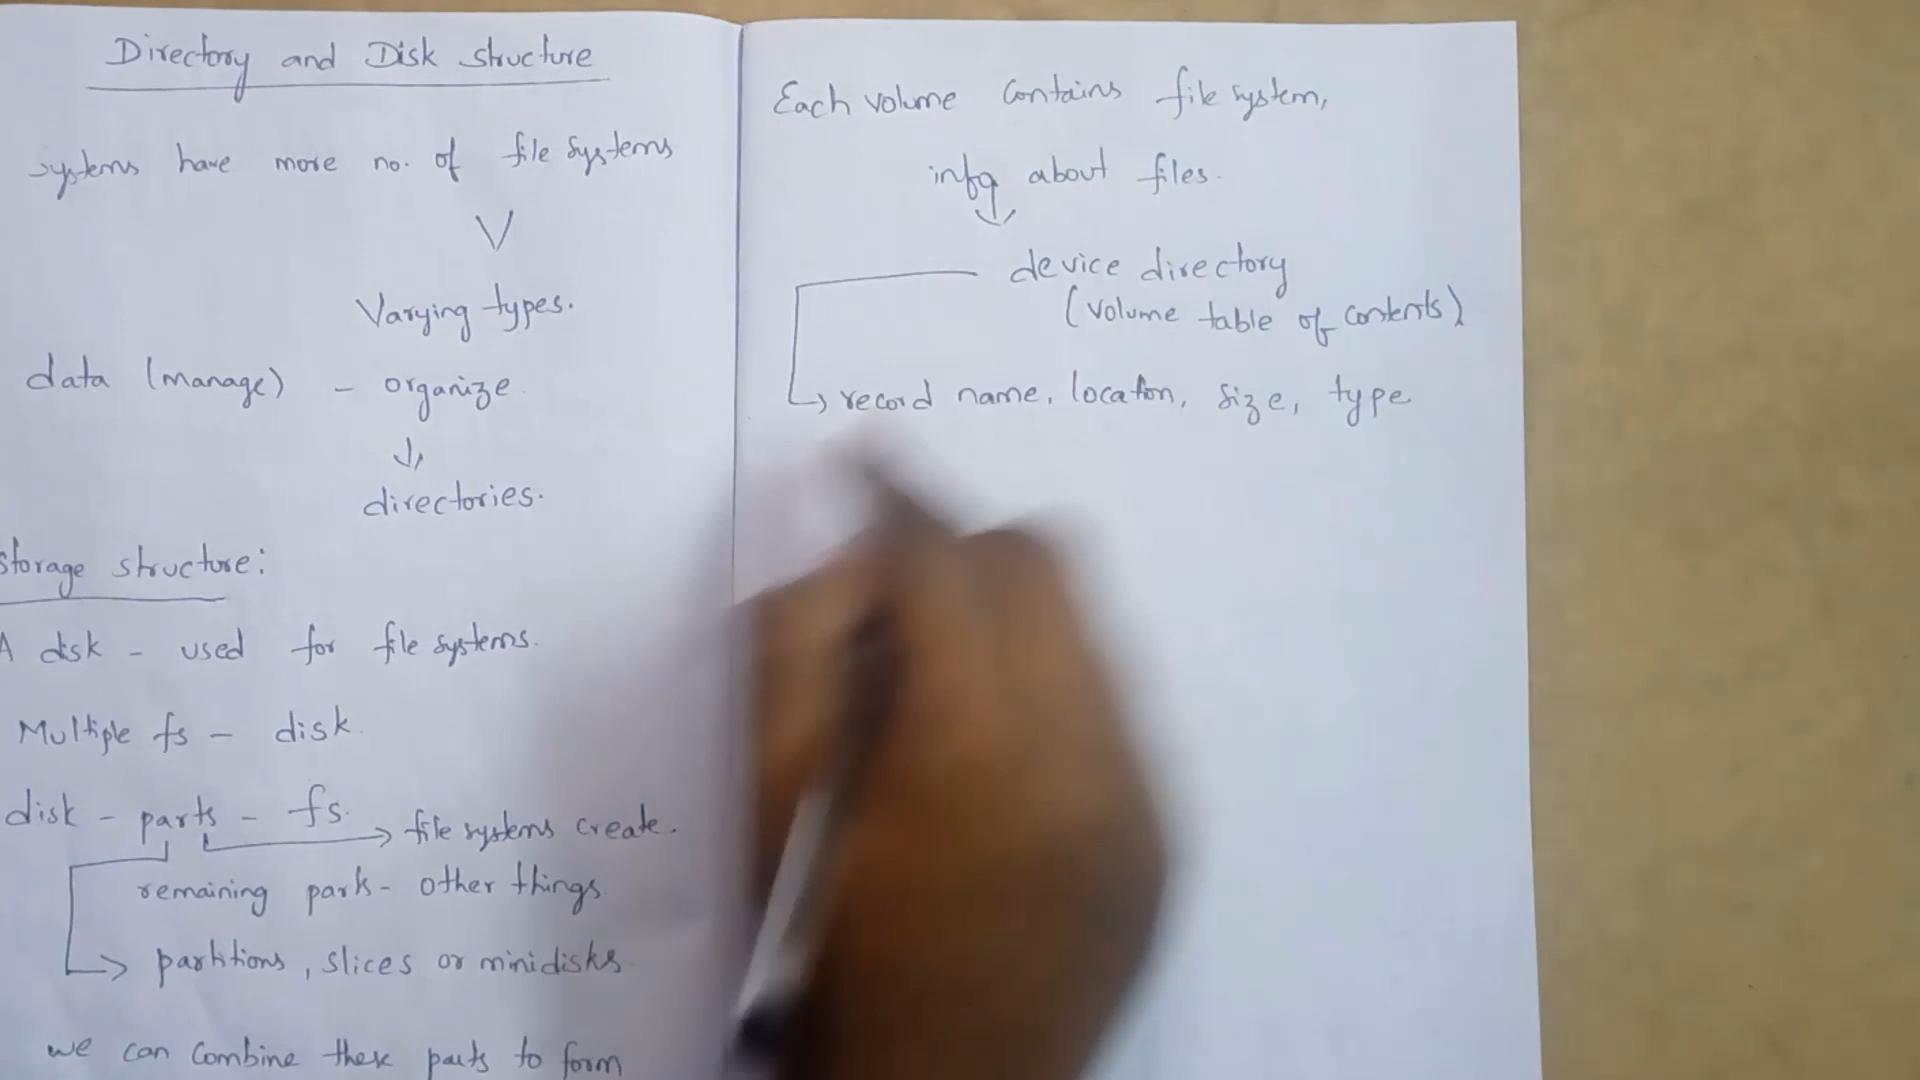 Directory and Disk structure
systems have more no. of file systems
Varying types.
data (manage) - organize.
directories.
storage structure:
A disk - used for file systems.
Multiple fs - disk.
disk - parts - fs.
file systems create.
remaining parts - other things.
partitions, slices or minidisks
we can combine these parts to form
Each volume contains file system,
info about files.
device directory
(volume table of contents)
record name, location, size, type